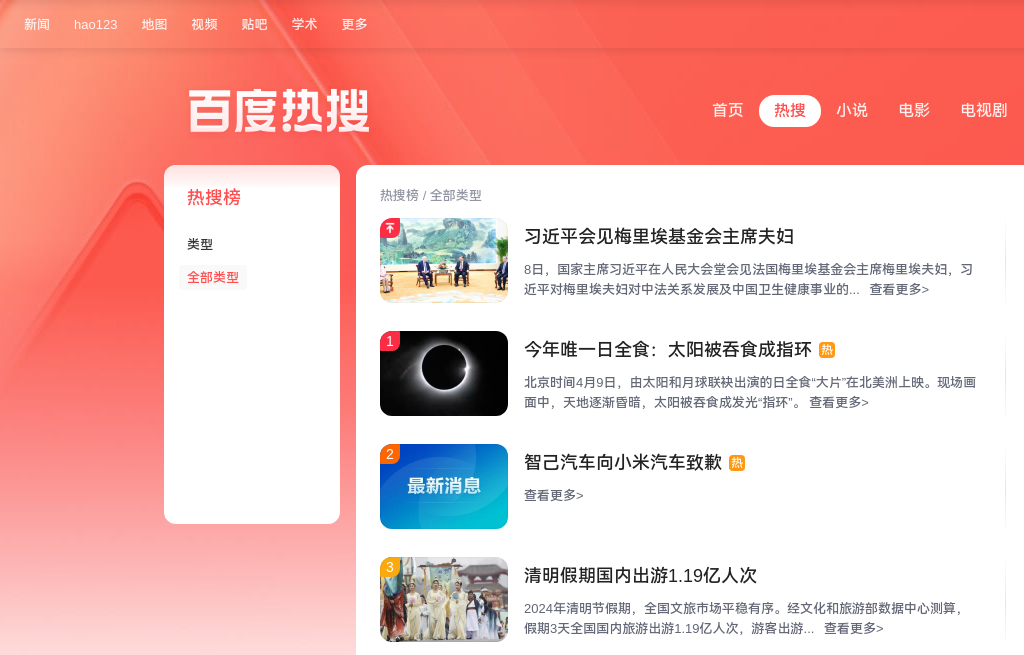 新闻 hao123 地图 视频 贴吧 学术 更多
百度热搜
首页 热搜 小说 电影 电视剧
热搜榜
类型
全部类型
热搜榜 / 全部类型
习近平会见梅里埃基金会主席夫妇
8日，国家主席习近平在人民大会堂会见法国梅里埃基金会主席梅里埃夫妇，习
近平对梅里埃夫妇对中法关系发展及中国卫生健康事业的... 查看更多>
1
今年唯一日全食：太阳被吞食成指环 热
北京时间4月9日，由太阳和月球联袂出演的日全食“大片”在北美洲上映。现场画
面中，天地逐渐昏暗，太阳被吞食成发光“指环”。 查看更多>
2
最新消息
智己汽车向小米汽车致歉 热
查看更多>
3
清明假期国内出游1.19亿人次
2024年清明节假期，全国文旅市场平稳有序。经文化和旅游部数据中心测算，
假期3天全国国内旅游出游1.19亿人次，游客出游... 查看更多>